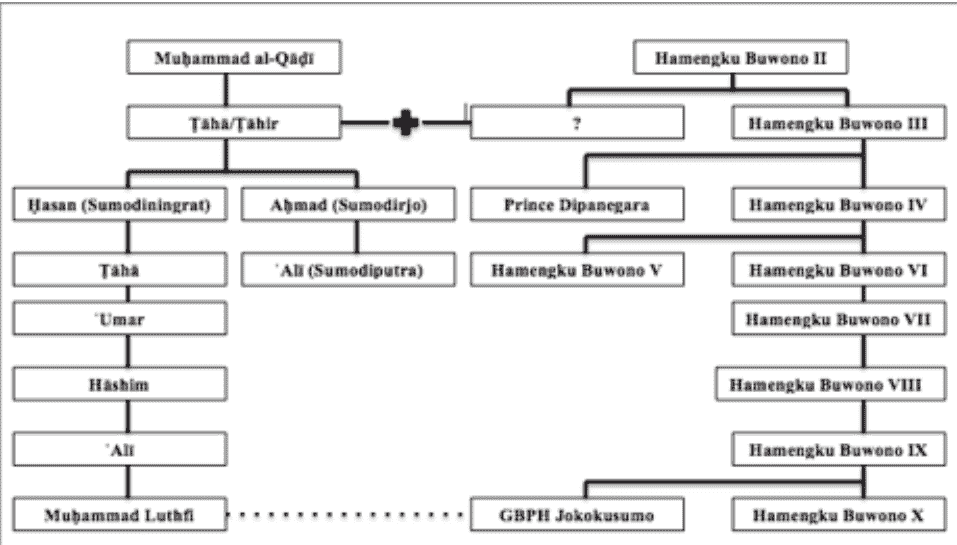 Muḥammad al-Qāḍī
Hamengku Buwono II
Ṭāhā/Ṭāhir
?
Hamengku Buwono III
Ḥasan (Sumodiningrat)
Aḥmad (Sumodirjo)
Prince Dipanegara
Hamengku Buwono IV
Ṭāhā
ʿAlī (Sumodiputra)
Hamengku Buwono V
Hamengku Buwono VI
ʿUmar
Hamengku Buwono VII
Hāshim
Hamengku Buwono VIII
ʿAlī
Hamengku Buwono IX
Muḥammad Luthfi
GBPH Jokokusumo
Hamengku Buwono X